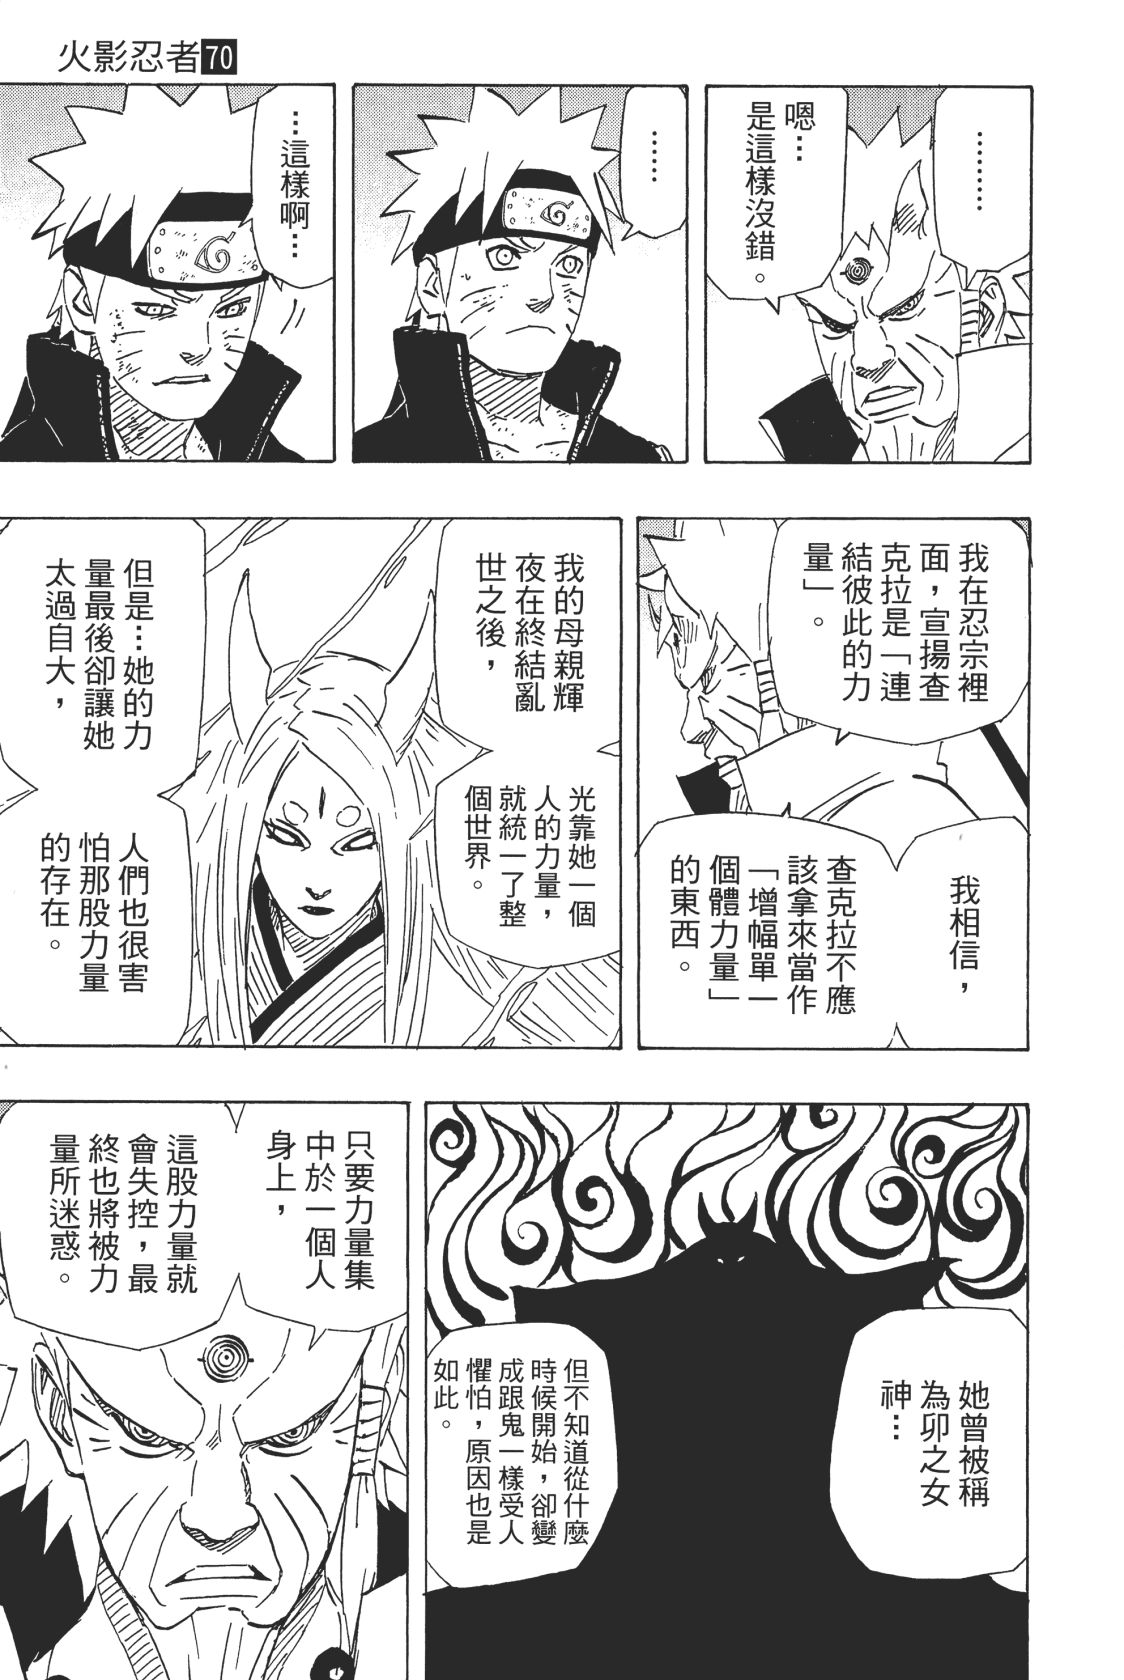 火影忍者70
………
嗯…
是這樣沒錯。
……
…這樣啊…
我在忍宗裡
面，宣揚查
克拉是「連
結彼此的力
量」。
我相信，
查克拉不應
該拿來當作
「增幅單一
個體力量」
的東西。
我的母親輝
夜在終結亂
世之後，
光靠她一個
人的力量，
就統一了整
個世界。
但是…她的力
量最後卻讓她
太過自大，
人們也很害
怕那股力量
的存在。
她曾被稱
為卯之女
神…
但不知道從什麼
時候開始，卻變
成跟鬼一樣受人
懼怕，原因也是
如此。
只要力量集
中於一個人
身上，
這股力量就
會失控，最
終也將被力
量所迷惑。